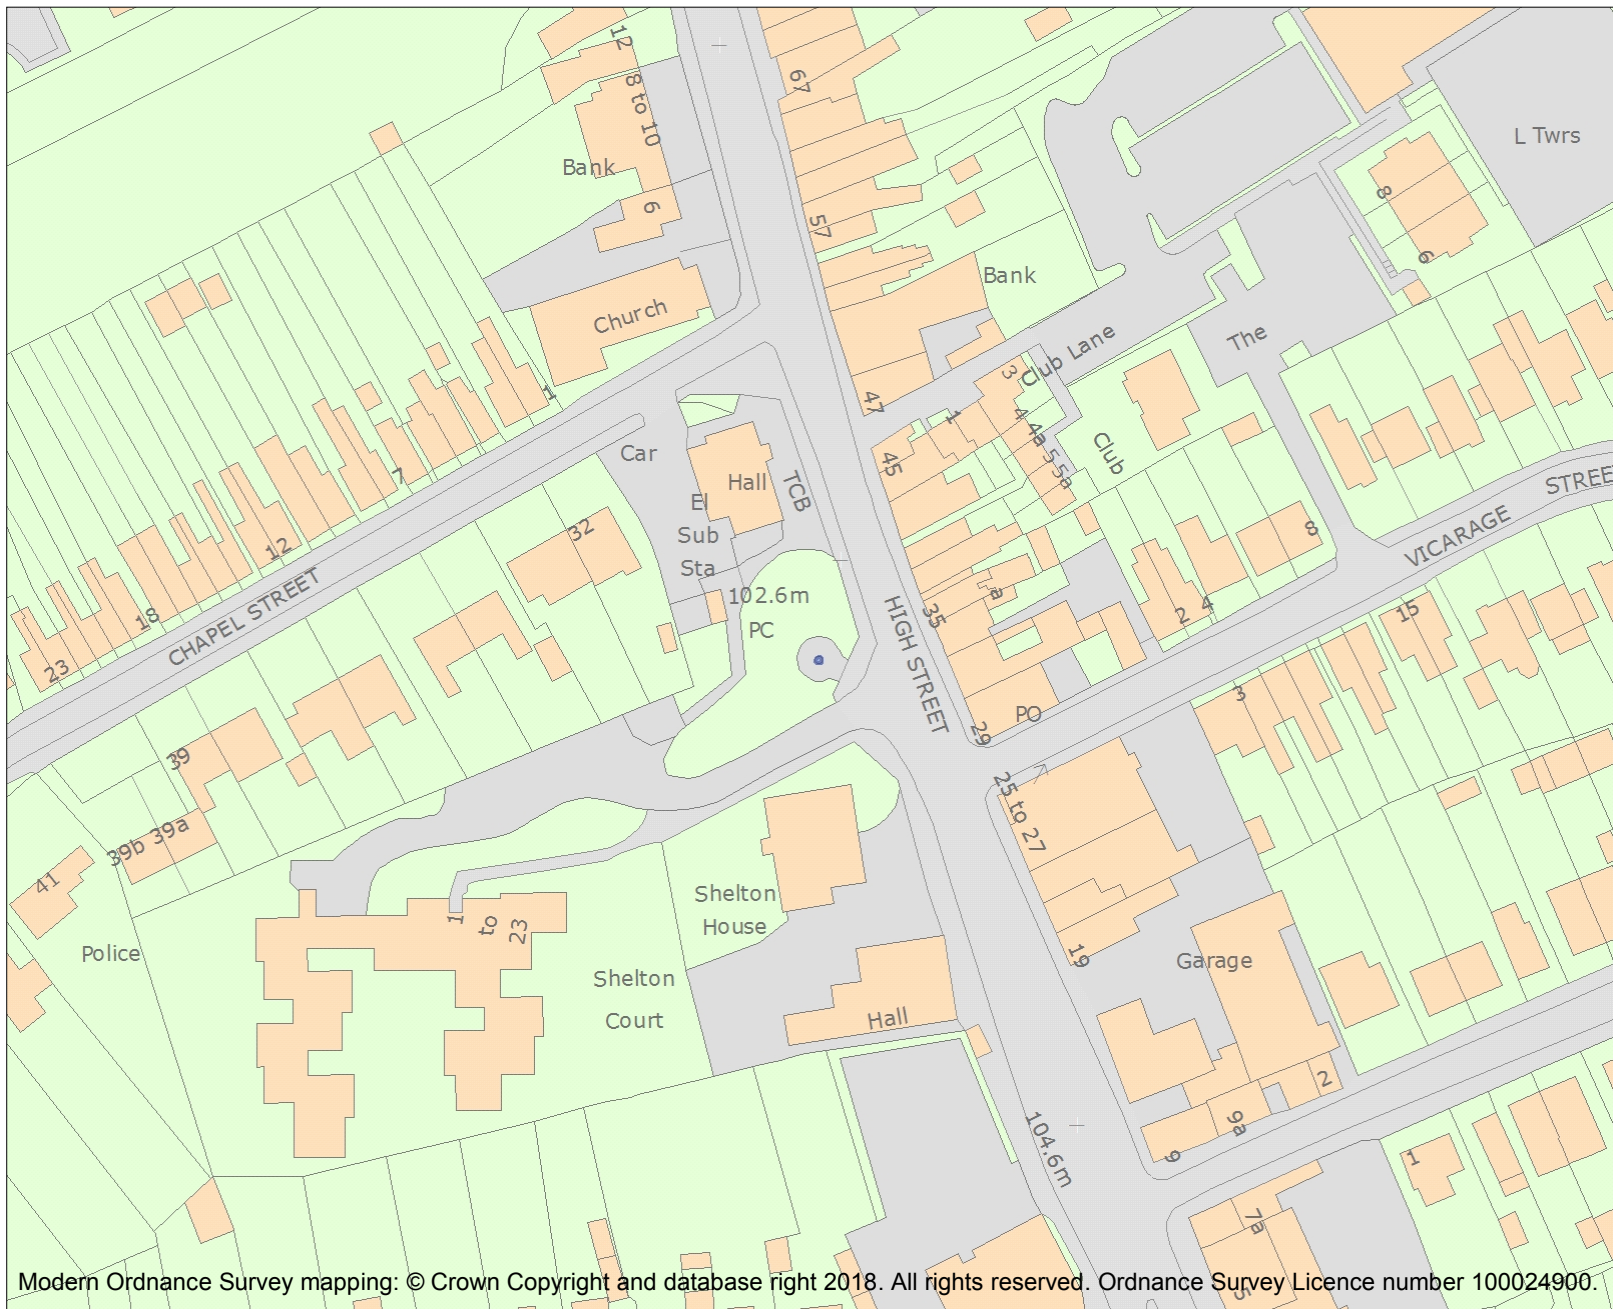 12
8 to 10
67
L Twrs
Bank
8
6
57
6
Bank
Church
The
Club Lane
3
1
47
1
4 4a 5 5a
Club
Car
45
7
Hall
TCB
El
Sub
Sta
32
8
STREE
VICARAGE
12
a
102.6m
PC
35
2 4
15
18
CHAPEL STREET
23
HIGH STREET
3
PO
29
39
25 to 27
39b 39a
41
Shelton
House
1
to
23
Police
19
Garage
Shelton
Court
Hall
2
9a
104.6m
9
1
7a
5
Modern Ordnance Survey mapping: © Crown Copyright and database right 2018. All rights reserved. Ordnance Survey Licence number 100024900.